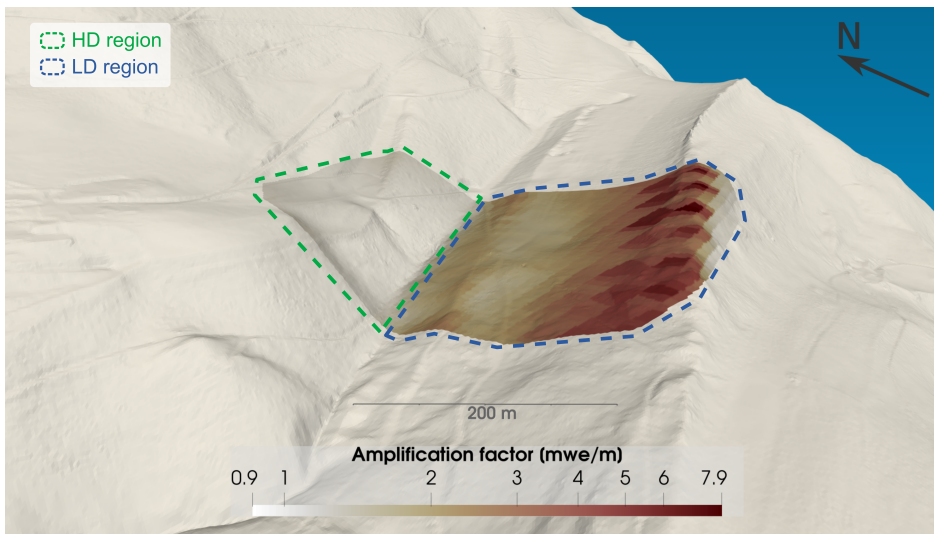 HD region
LD region
N
200 m
Amplification factor (mwe/m)
0.9 1 2 3 4 5 6 7.9